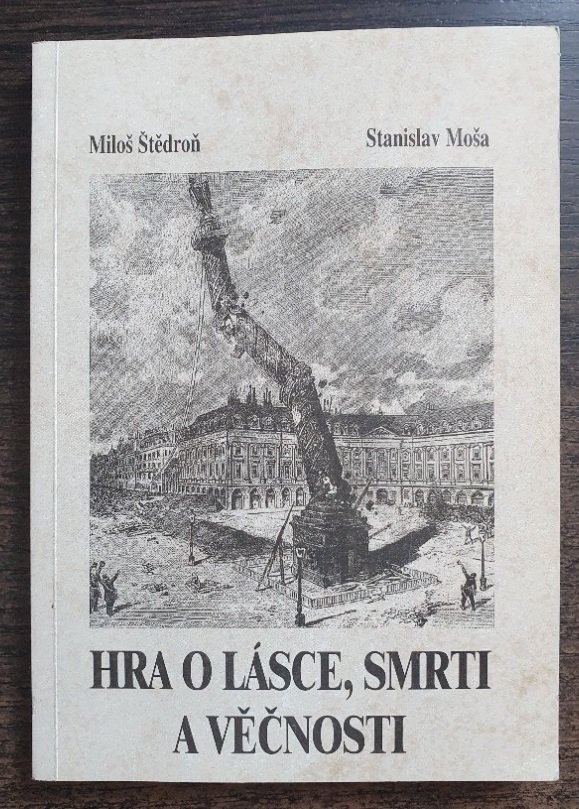 Miloš Štědroň
Stanislav Moša
HRA O LÁSCE, SMRTI
A VĚČNOSTI